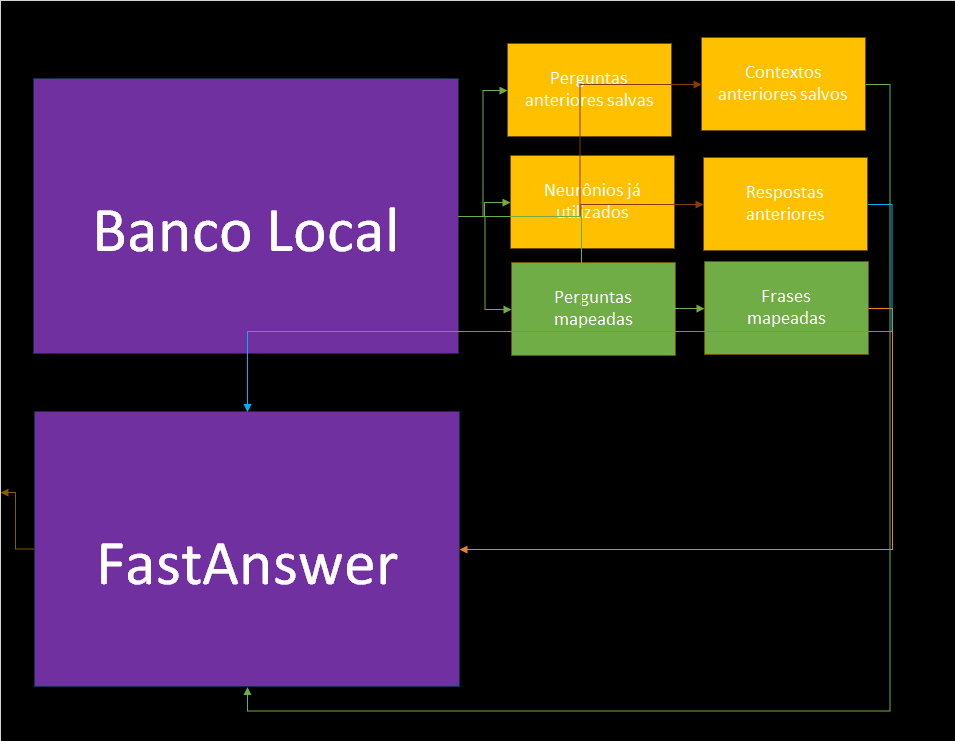 Banco Local
Perguntas
anteriores salvas
Contextos
anteriores salvos
Neurônios já
utilizados
Respostas
anteriores
Perguntas
mapeadas
Frases
mapeadas
FastAnswer